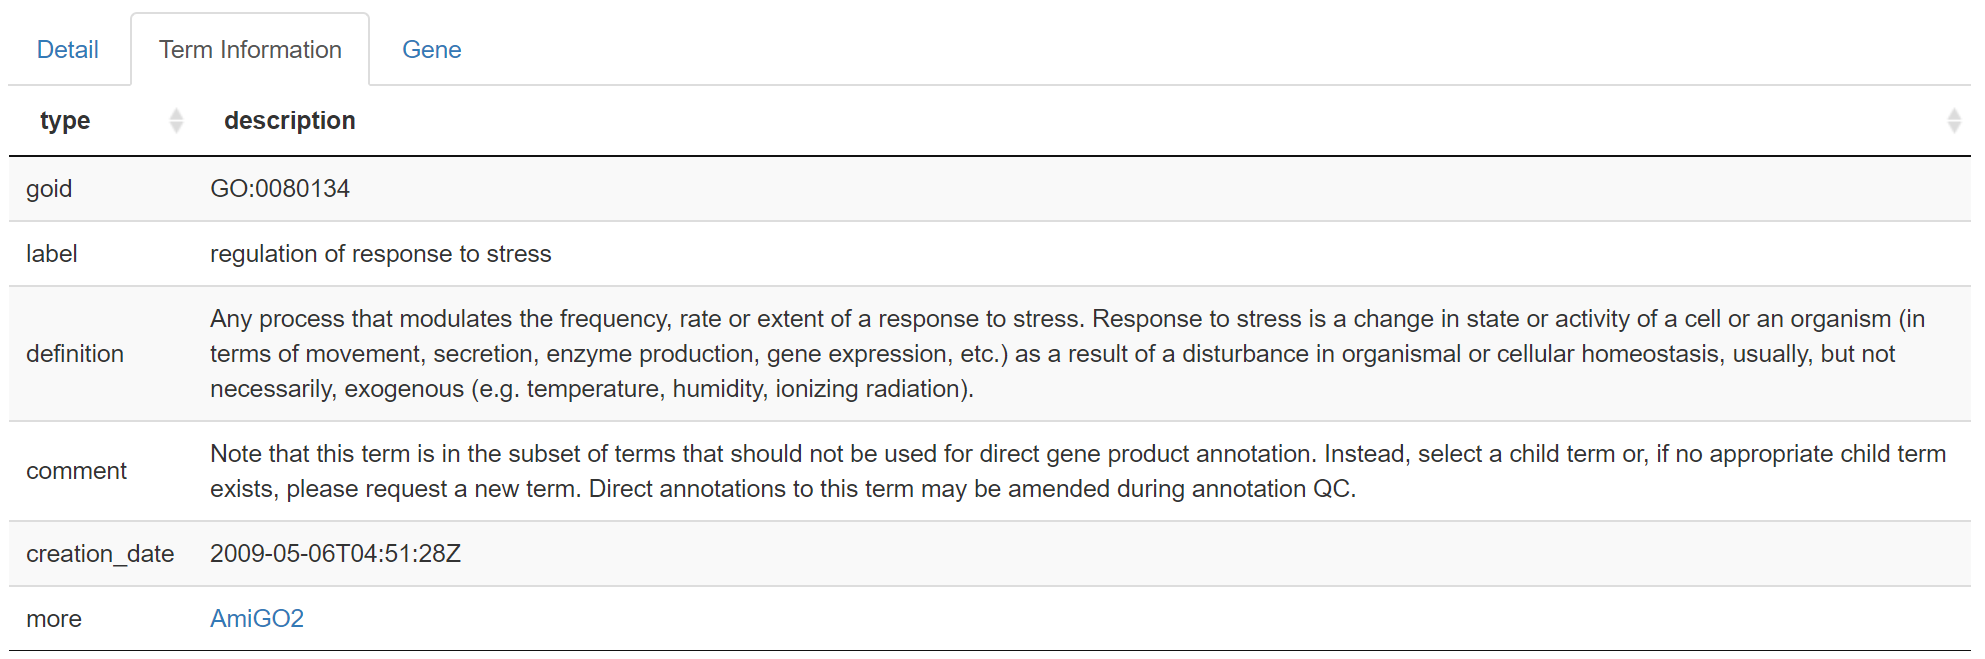 Detail Term Information Gene
type description
goid GO:0080134
label regulation of response to stress
definition Any process that modulates the frequency, rate or extent of a response to stress. Response to stress is a change in state or activity of a cell or an organism (in
terms of movement, secretion, enzyme production, gene expression, etc.) as a result of a disturbance in organismal or cellular homeostasis, usually, but not
necessarily, exogenous (e.g. temperature, humidity, ionizing radiation).
comment Note that this term is in the subset of terms that should not be used for direct gene product annotation. Instead, select a child term or, if no appropriate child term
exists, please request a new term. Direct annotations to this term may be amended during annotation QC.
creation_date 2009-05-06T04:51:28Z
more AmiGO2